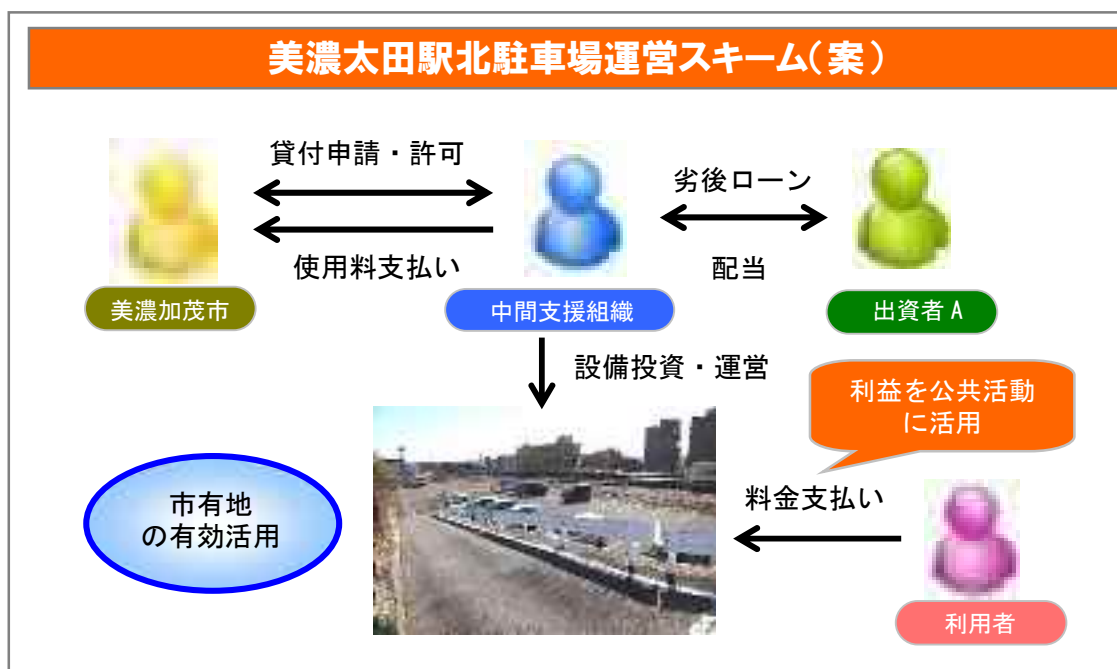 美濃太田駅北駐車場運営スキーム(案)
貸付申請・許可
劣後ローン
使用料支払い
配当
美濃加茂市
中間支援組織
出資者 A
設備投資・運営
利益を公共活動
に活用
市有地
の有効活用
料金支払い
利用者